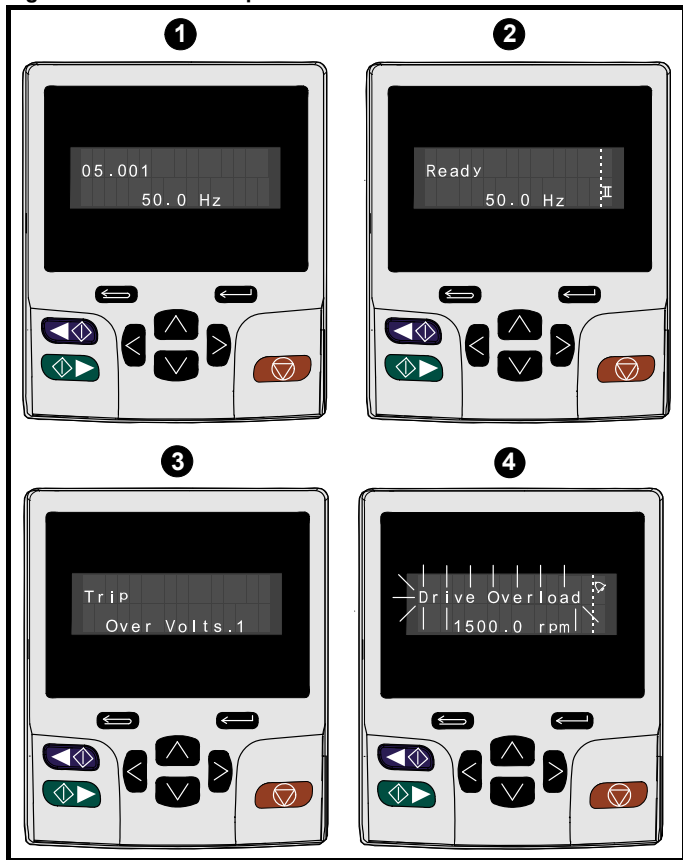 1
2
05.001
50.0 Hz
Ready
50.0 Hz
3
4
Trip
Over Volts.1
Drive Overload
1500.0 rpm